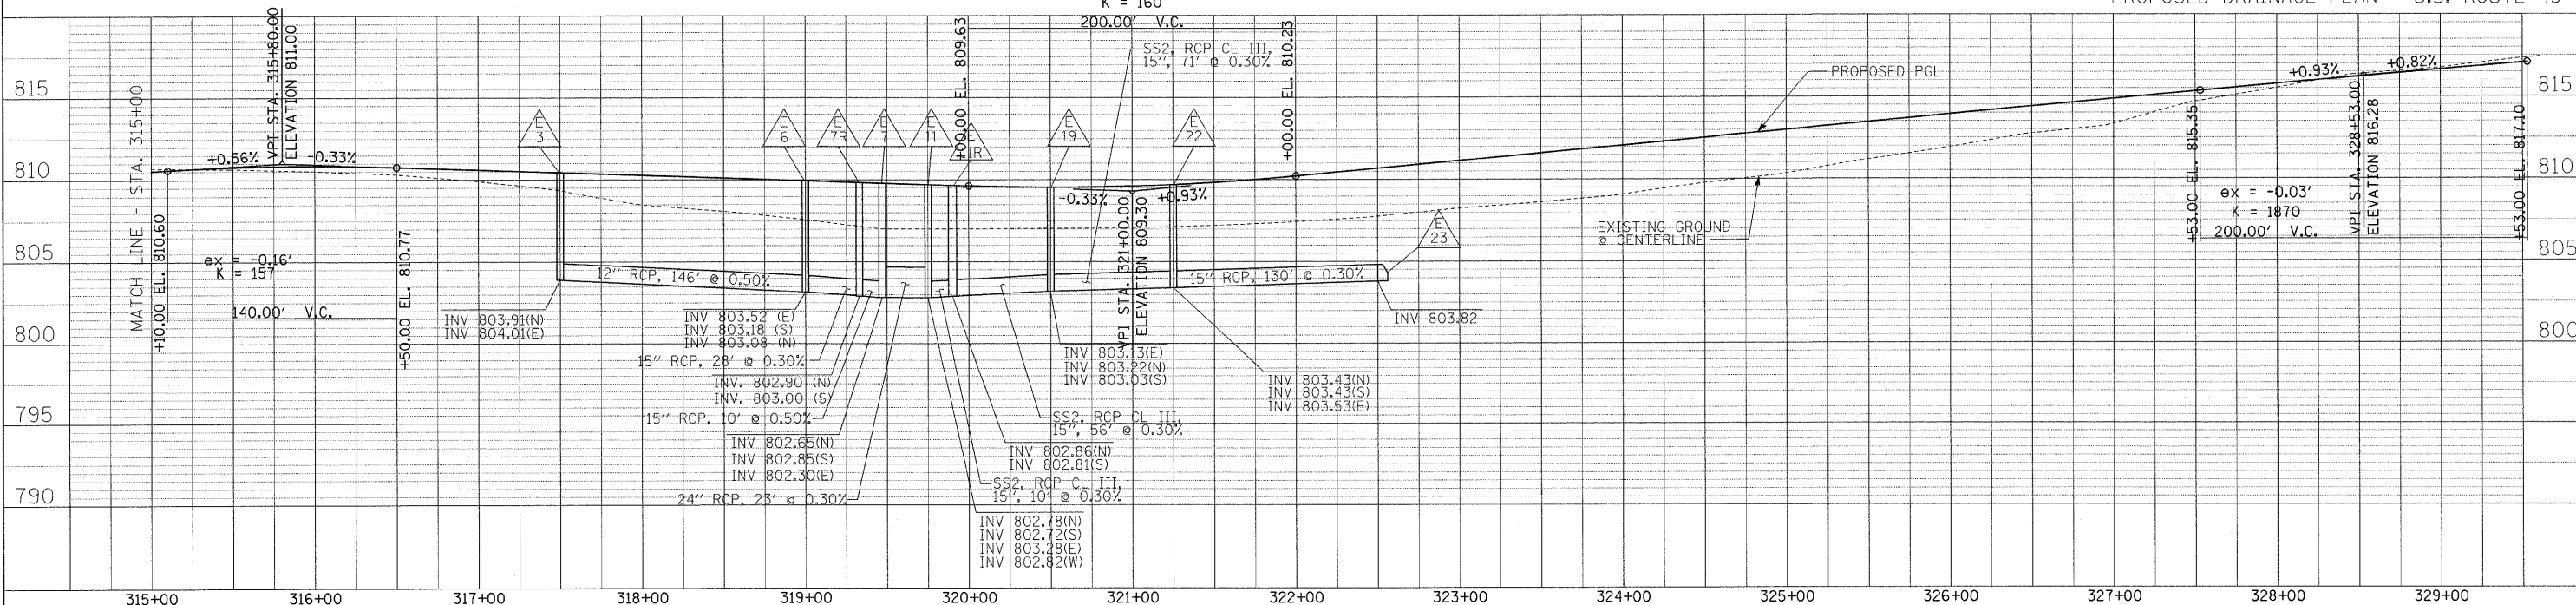 K = 160
200.00' V.C.
815
810
805
800
795
790
MATCH LINE - STA. 315+00
+10.00 EL. 810.60
+0.56%
VPI STA. 315+80.00
ELEVATION 811.00
-0.33%
ex = -0.16'
K = 157
140.00' V.C.
+50.00 EL. 810.77
E
3
E
6
E
7R
E
7
E
11
E
11R
E
19
E
22
E
23
+00.00 EL. 809.63
SS2, RCP CL III,
15", 71' @ 0.30%
+00.00 EL. 810.23
-0.33%
+0.93%
VPI STA. 321+00.00
ELEVATION 809.30
PROPOSED PGL
EXISTING GROUND
@ CENTERLINE
+53.00 EL. 815.35
+0.93%
VPI STA. 328+53.00
ELEVATION 816.28
+0.82%
ex = -0.03'
K = 1870
200.00' V.C.
+53.00 EL. 817.10
12" RCP, 146' @ 0.50%
15" RCP, 130' @ 0.30%
INV 803.91(N)
INV 804.01(E)
INV 803.52 (E)
INV 803.18 (S)
INV 803.08 (N)
15" RCP, 28' @ 0.30%
INV. 802.90 (N)
INV. 803.00 (S)
15" RCP, 10' @ 0.50%
INV 802.65(N)
INV 802.85(S)
INV 802.30(E)
24" RCP, 23' @ 0.30%
INV 803.13(E)
INV 803.22(N)
INV 803.03(S)
SS2, RCP CL III,
15", 56' @ 0.30%
INV 802.86(N)
INV 802.81(S)
SS2, RCP CL III,
15", 10' @ 0.30%
INV 802.78(N)
INV 802.72(S)
INV 803.28(E)
INV 802.82(W)
INV 803.43(N)
INV 803.43(S)
INV 803.53(E)
INV 803.82
815
810
805
800
315+00
316+00
317+00
318+00
319+00
320+00
321+00
322+00
323+00
324+00
325+00
326+00
327+00
328+00
329+00